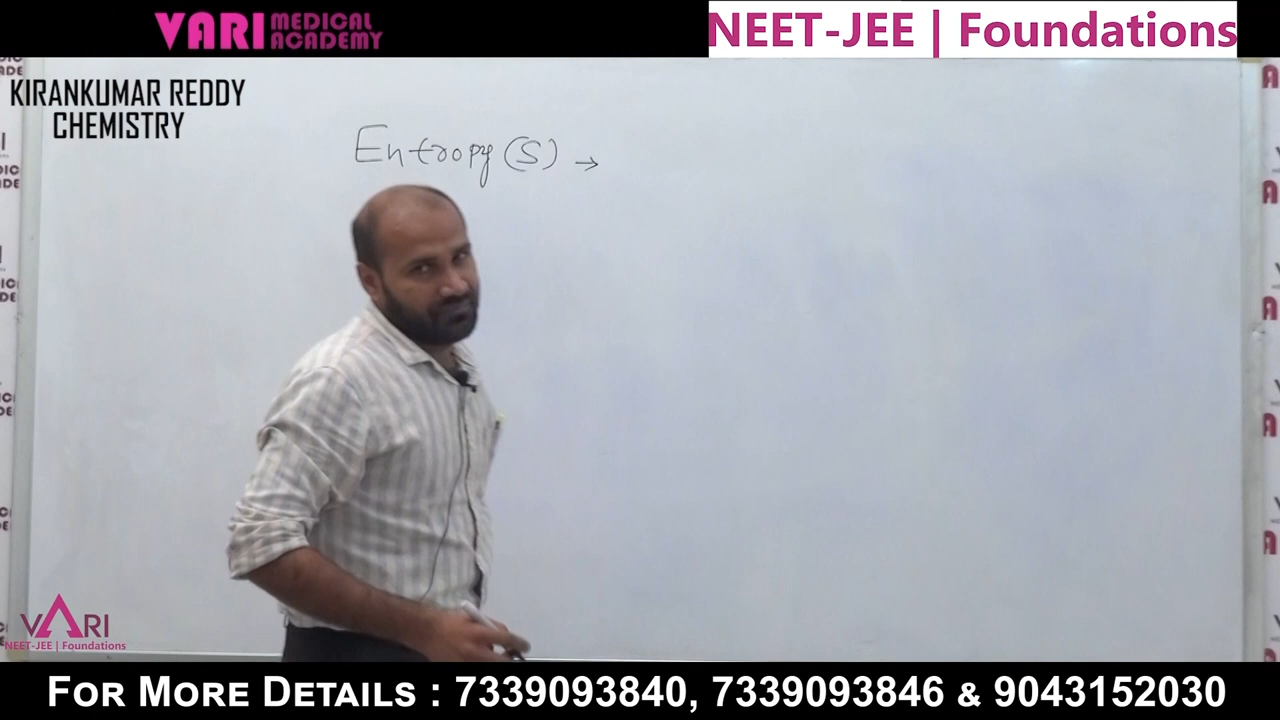 VARI MEDICAL ACADEMY
NEET-JEE | Foundations
KIRANKUMAR REDDY
CHEMISTRY
Entropy (S) →
VARI
NEET-JEE | Foundations
FOR MORE DETAILS : 7339093840, 7339093846 & 9043152030